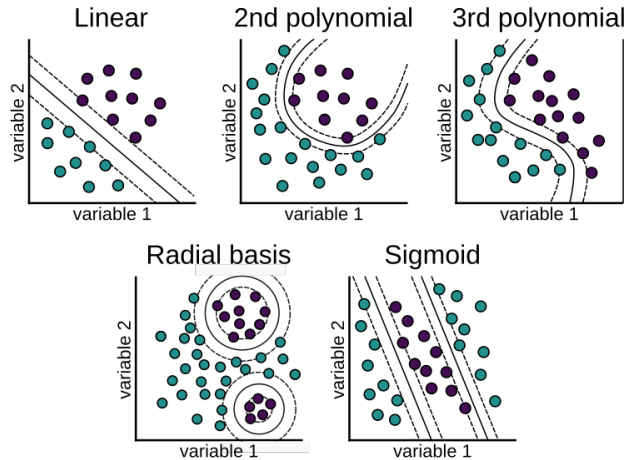 Linear
2nd polynomial
3rd polynomial
variable 2
variable 1
variable 2
variable 1
variable 2
variable 1
Radial basis
Sigmoid
variable 2
variable 1
variable 2
variable 1